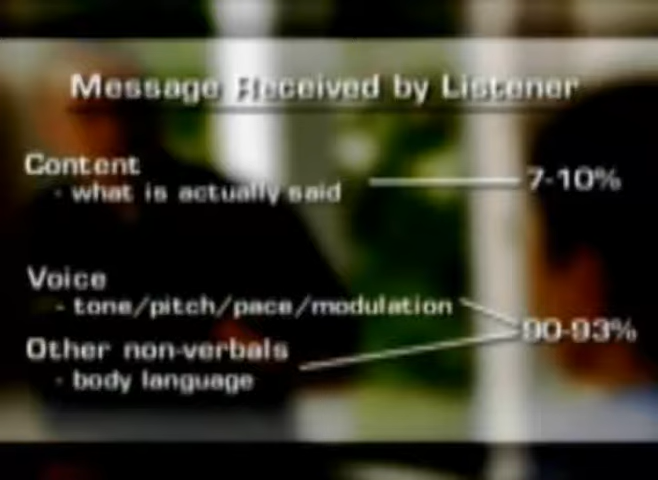 Message Received by Listener
Content
- what is actually said
7-10%
Voice
- tone/pitch/pace/modulation
90-93%
Other non-verbals
- body language